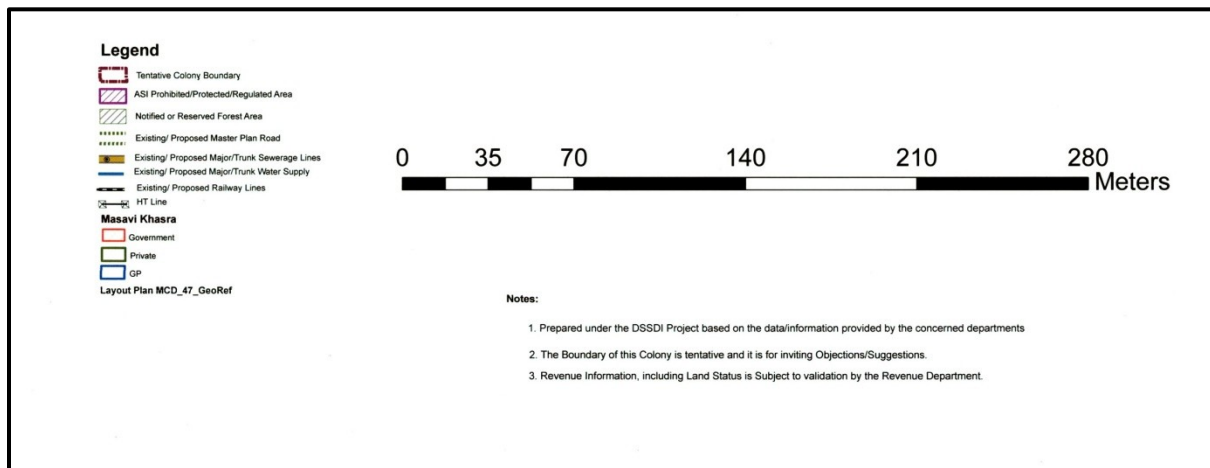 Legend
Tentative Colony Boundary
ASI Prohibited/Protected/Regulated Area
Notified or Reserved Forest Area
Existing/ Proposed Master Plan Road
Existing/ Proposed Major/Trunk Sewerage Lines
Existing/ Proposed Major/Trunk Water Supply
Existing/ Proposed Railway Lines
HT Line
Masavi Khasra
Government
Private
GP
Layout Plan MCD_47_GeoRef
0 35 70 140 210 280
Meters
Notes:
1. Prepared under the DSSDI Project based on the data/information provided by the concerned departments
2. The Boundary of this Colony is tentative and it is for inviting Objections/Suggestions.
3. Revenue Information, including Land Status is Subject to validation by the Revenue Department.